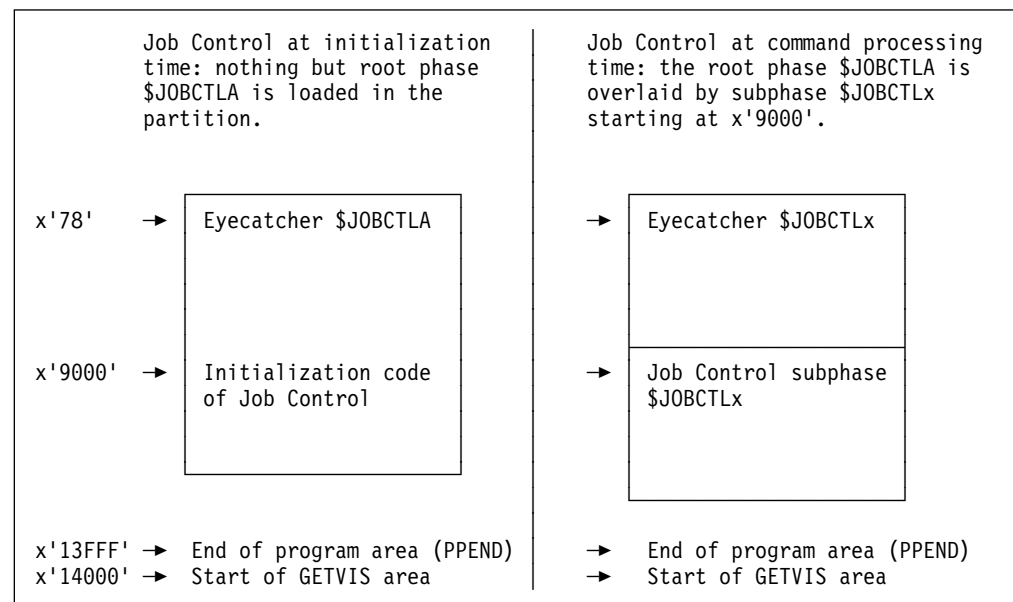 Job Control at initialization
time: nothing but root phase
$JOBCTLA is loaded in the
partition.
x'78' → Eyecatcher $JOBCTLA
x'9000' → Initialization code
of Job Control
x'13FFF' → End of program area (PPEND)
x'14000' → Start of GETVIS area
Job Control at command processing
time: the root phase $JOBCTLA is
overlaid by subphase $JOBCTLx
starting at x'9000'.
→ Eyecatcher $JOBCTLx
→ Job Control subphase
$JOBCTLx
→ End of program area (PPEND)
→ Start of GETVIS area